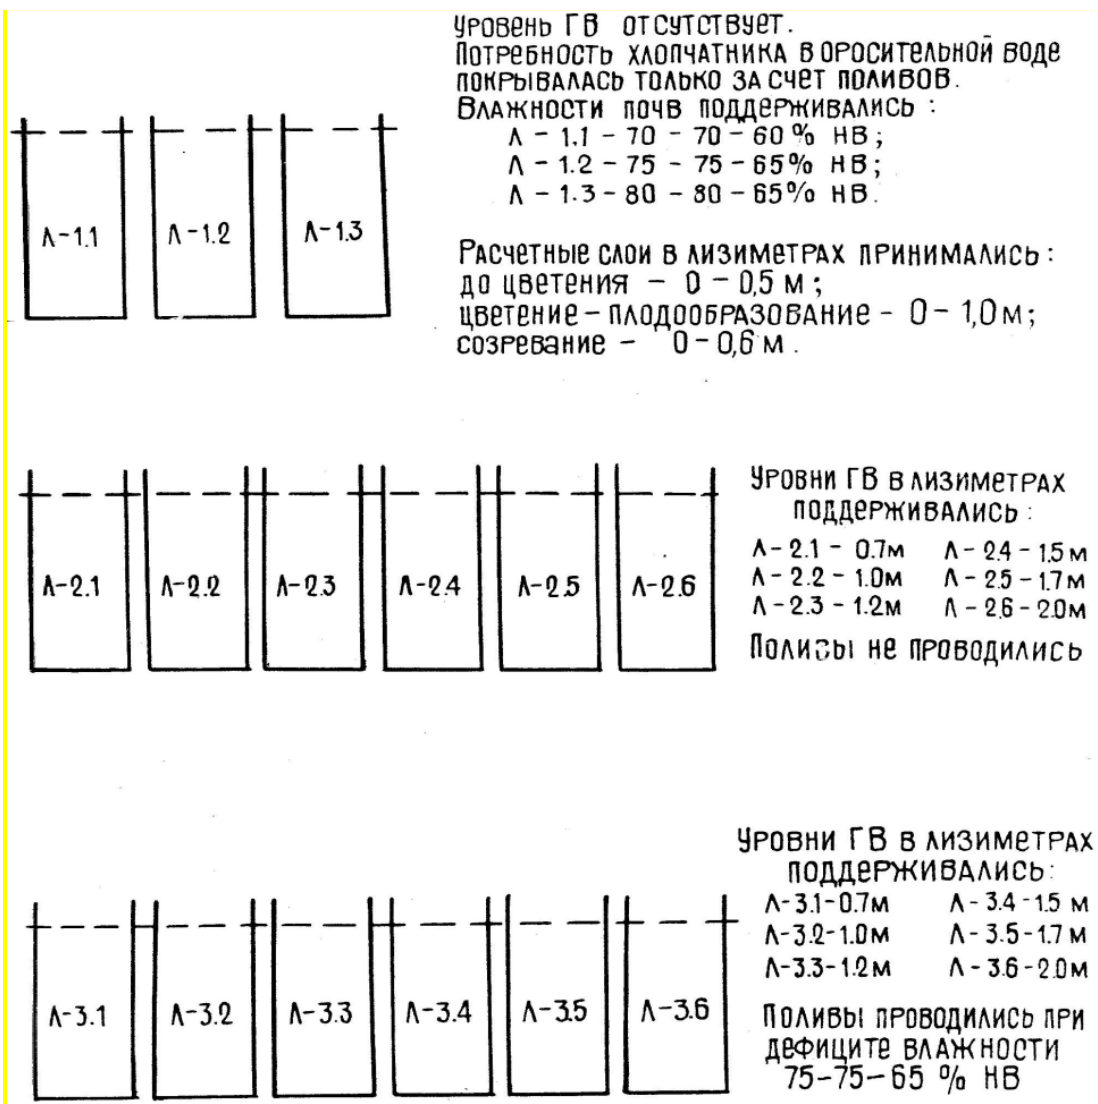 Уровень ГВ отсутствует.
Потребность хлопчатника в оросительной воде
покрывалась только за счет поливов.
Влажности почв поддерживались :
Л - 1.1 - 70 - 70 - 60 % НВ;
Л - 1.2 - 75 - 75 - 65% НВ;
Л - 1.3 - 80 - 80 - 65% НВ.
Л-1.1 Л-1.2 Л-1.3
Расчетные слои в лизиметрах принимались :
до цветения - 0 - 0,5 м ;
цветение - плодообразование - 0 - 1,0 м;
созревание - 0 - 0,6 м .
Уровни ГВ в лизиметрах
поддерживались :
Л - 2.1 - 0.7м Л - 2.4 - 1.5 м
Л - 2.2 - 1.0м Л - 2.5 - 1.7 м
Л - 2.3 - 1.2м Л - 2.6 - 2.0м
Поливы не проводились
Л-2.1 Л-2.2 Л-2.3 Л-2.4 Л-2.5 Л-2.6
Уровни ГВ в лизиметрах
поддерживались:
Л-3.1-0.7м Л - 3.4 - 1.5 м
Л-3.2-1.0м Л - 3.5 - 1.7 м
Л-3.3-1.2м Л - 3.6 - 2.0м
Поливы проводились при
дефиците влажности
75-75-65 % НВ
Л-3.1 Л-3.2 Л-3.3 Л-3.4 Л-3.5 Л-3.6